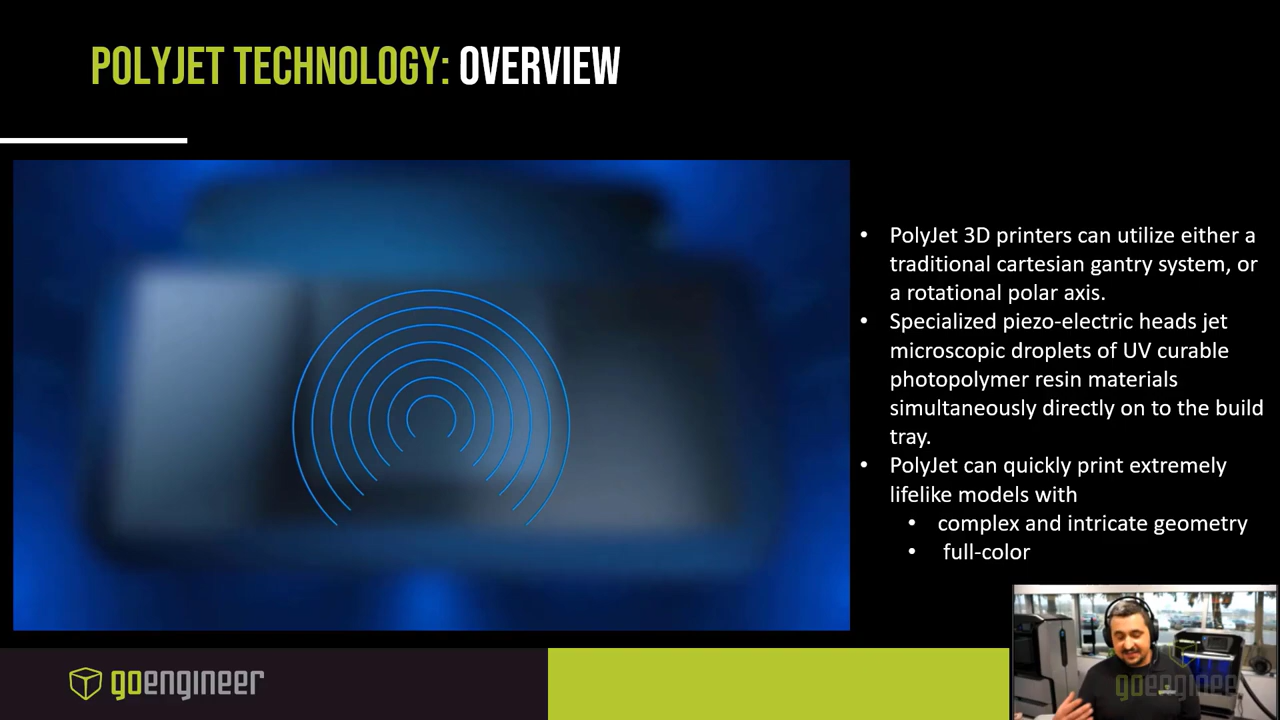 POLYJET TECHNOLOGY: OVERVIEW
• PolyJet 3D printers can utilize either a
traditional cartesian gantry system, or
a rotational polar axis.
• Specialized piezo-electric heads jet
microscopic droplets of UV curable
photopolymer resin materials
simultaneously directly on to the build
tray.
• PolyJet can quickly print extremely
lifelike models with
• complex and intricate geometry
• full-color
goengineer
goengineer